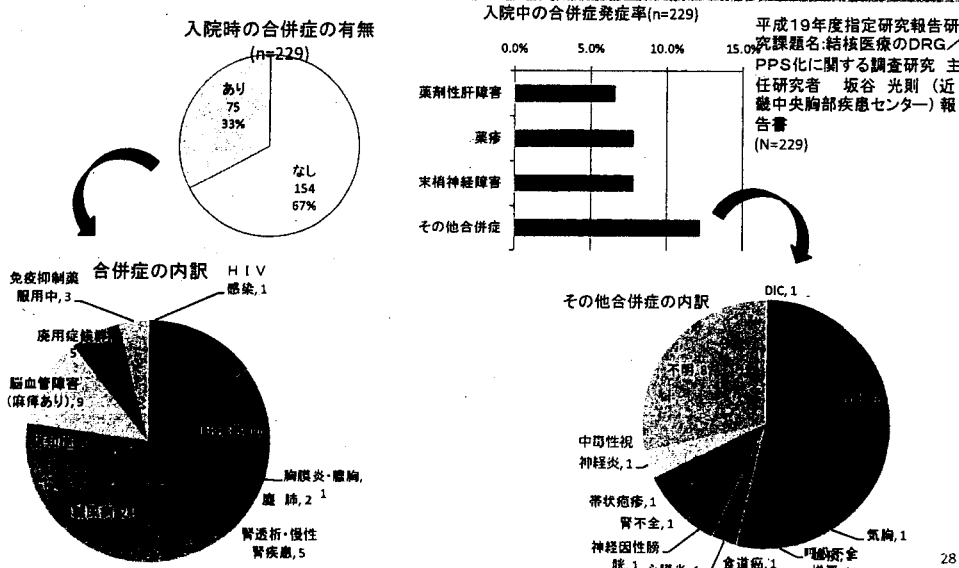 入院時の合併症の有無
(n=229)
あり
75
33%
なし
154
67%
入院中の合併症発症率(n=229)
0.0%
5.0%
10.0%
15.0%
薬剤性肝障害
薬疹
末梢神経障害
その他合併症
平成19年度指定研究報告研
究課題名:結核医療のDRG/
PPS化に関する調査研究 主
任研究者 坂谷 光則 (近
畿中央胸部疾患センター) 報
告書
(N=229)
合併症の内訳
免疫抑制薬
服用中, 3
HIV
感染, 1
廃用症候群
5
脳血管障害
(麻痺あり), 9
胸膜炎・膿胸,
1
塵 肺, 2
腎透析・慢性
腎疾患, 5
その他合併症の内訳
DIC, 1
不明, 8
中毒性視
神経炎, 1
帯状疱疹, 1
腎不全, 1
神経因性膀
胱, 1
食道癌, 1
気胸, 1
28